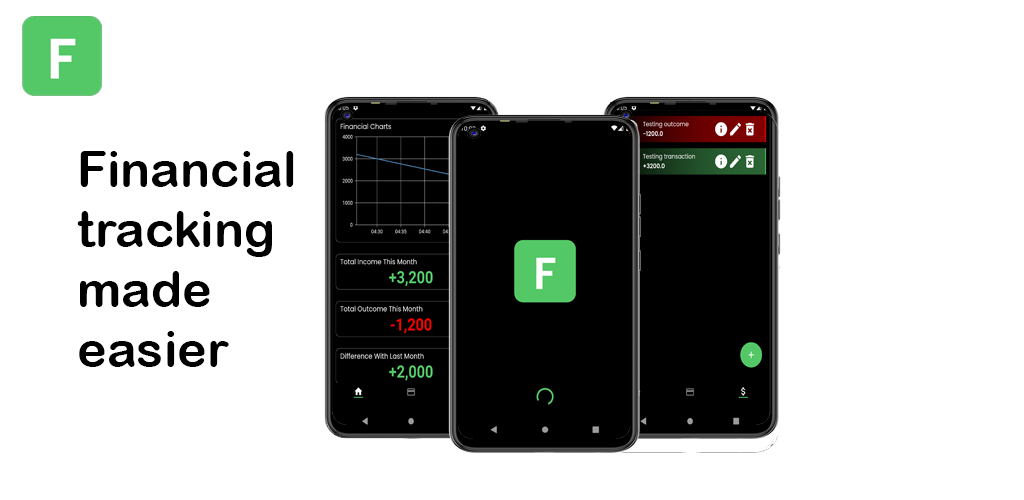 F
Financial
tracking
made
easier
Financial Charts
4000
3000
2000
1000
0
04:30 04:35 04:40
Total Income This Month
+3,200
Total Outcome This Month
-1,200
Difference With Last Month
+2,000
F
Testing outcome
-1200.0
Testing transaction
+3200.0
+
$